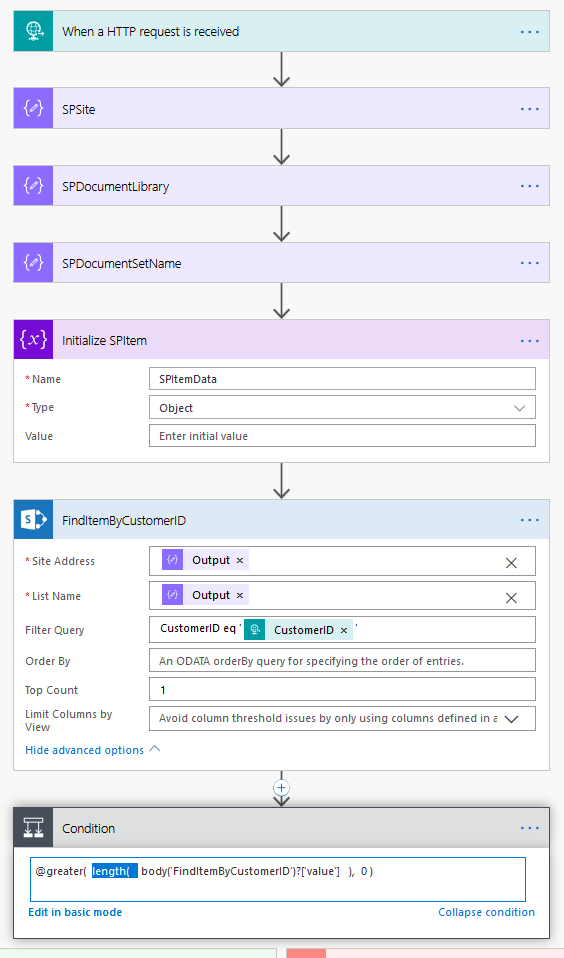 When a HTTP request is received
SPSite
SPDocumentLibrary
SPDocumentSetName
Initialize SPItem
* Name SPItemData
* Type Object
Value Enter initial value
FindItemByCustomerID
* Site Address Output ×
* List Name Output ×
Filter Query CustomerID eq ' CustomerID × '
Order By An ODATA orderBy query for specifying the order of entries.
Top Count 1
Limit Columns by View Avoid column threshold issues by only using columns defined in a
Hide advanced options
Condition
@greater( length( body('FindItemByCustomerID')?['value'] ), 0 )
Edit in basic mode Collapse condition